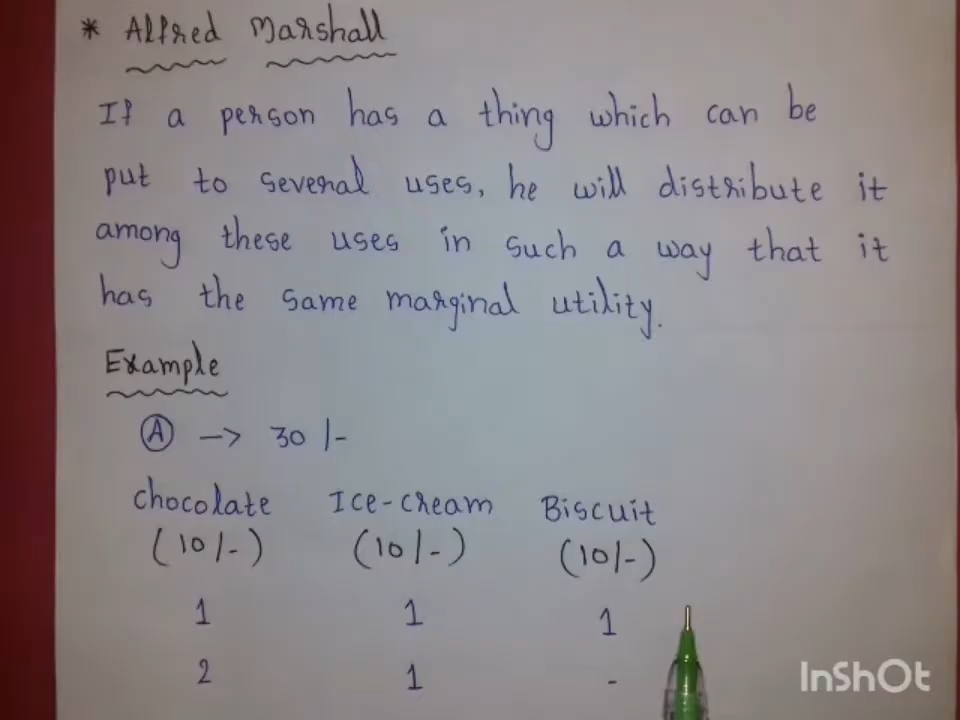 * Alfred Marshall
If a person has a thing which can be
put to several uses, he will distribute it
among these uses in such a way that it
has the same marginal utility.
Example
A -> 30 /-
chocolate Ice-cream Biscuit
(10/-) (10/-) (10/-)
1 1 1
2 1 -
InShOt